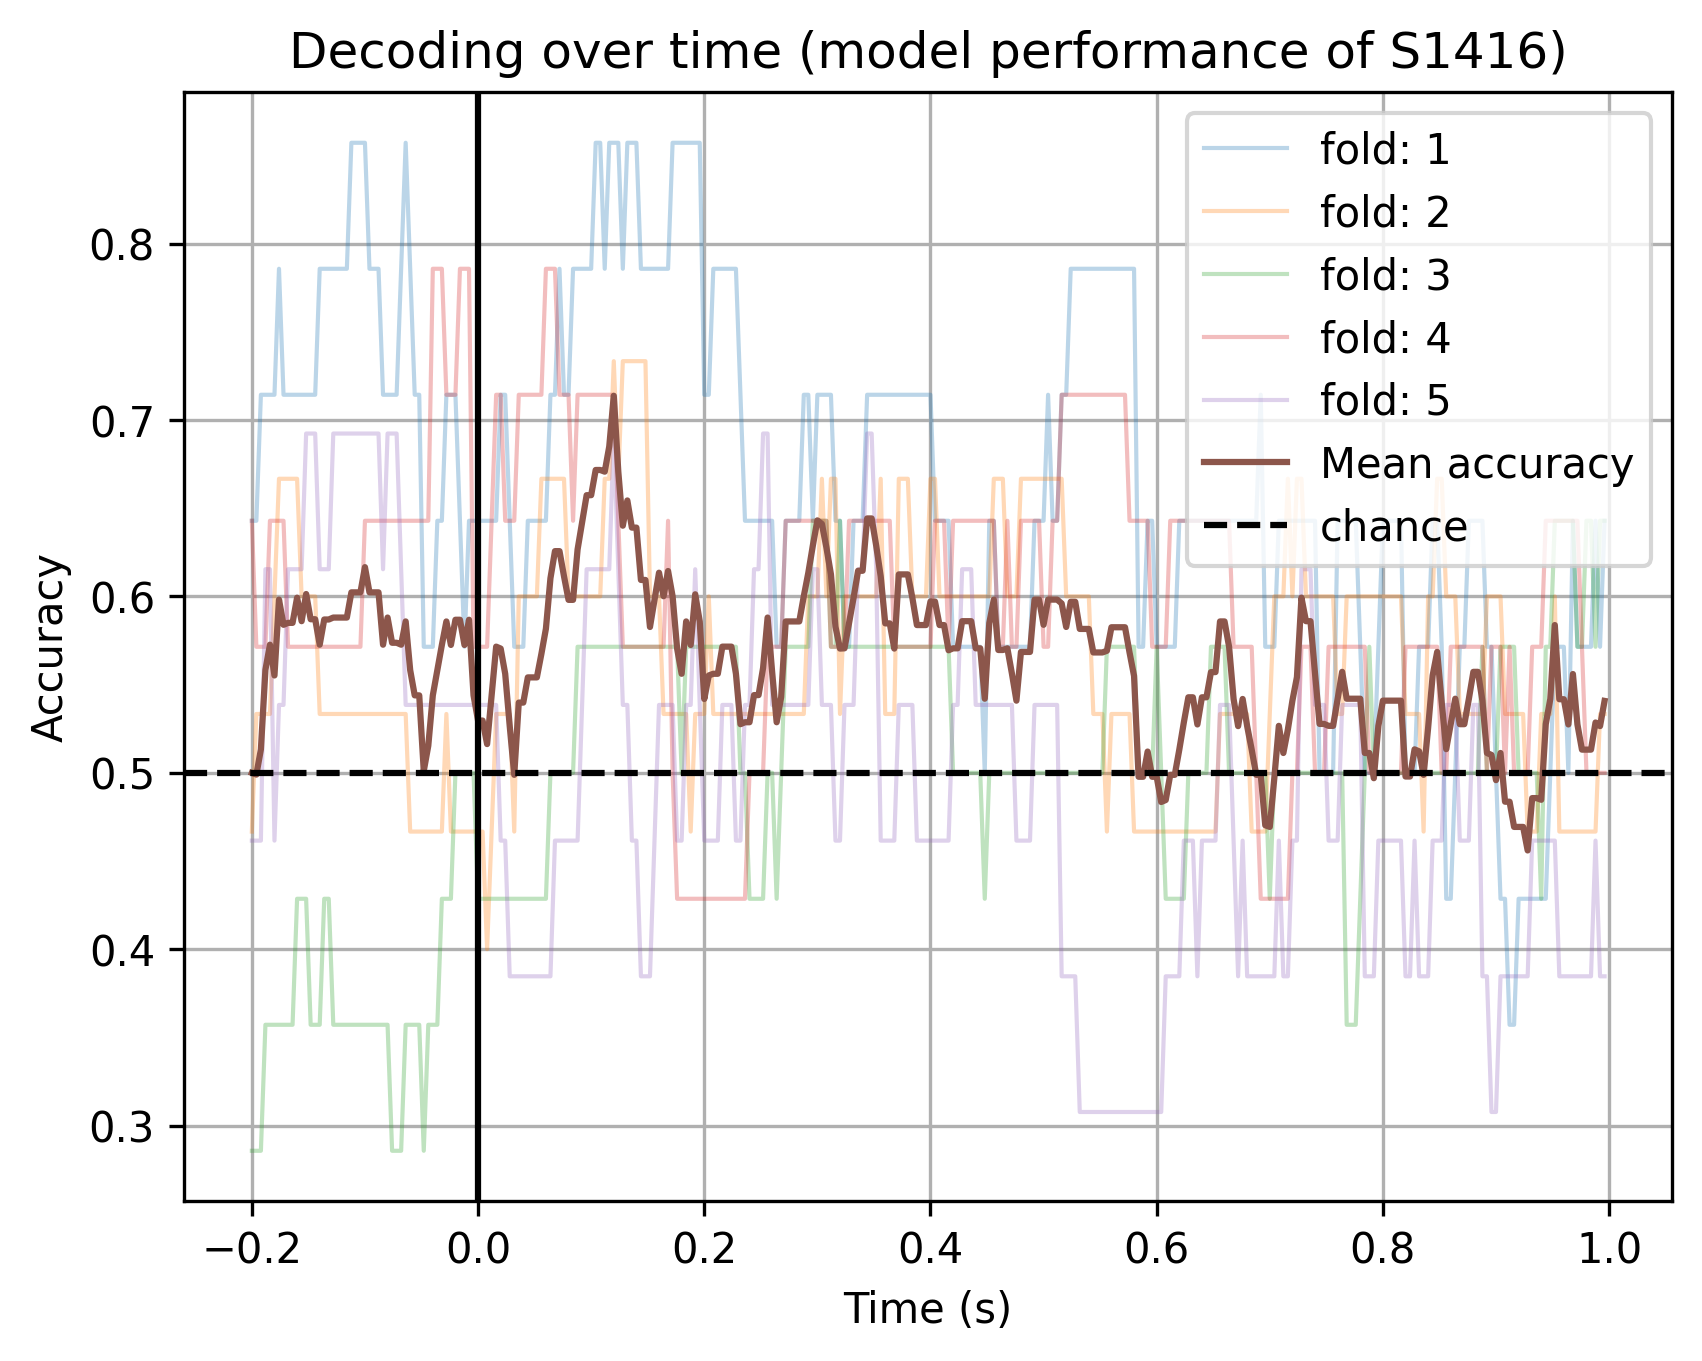 Decoding over time (model performance of S1416)
fold: 1
fold: 2
fold: 3
fold: 4
fold: 5
Mean accuracy
chance
Accuracy
0.8
0.7
0.6
0.5
0.4
0.3
−0.2 0.0 0.2 0.4 0.6 0.8 1.0
Time (s)